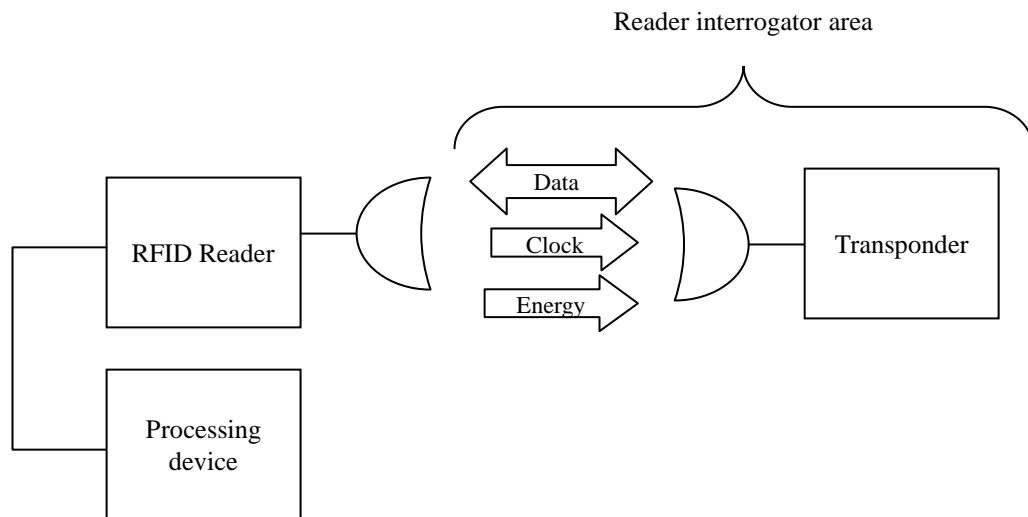 Reader interrogator area
Data
RFID Reader
Clock
Transponder
Energy
Processing
device